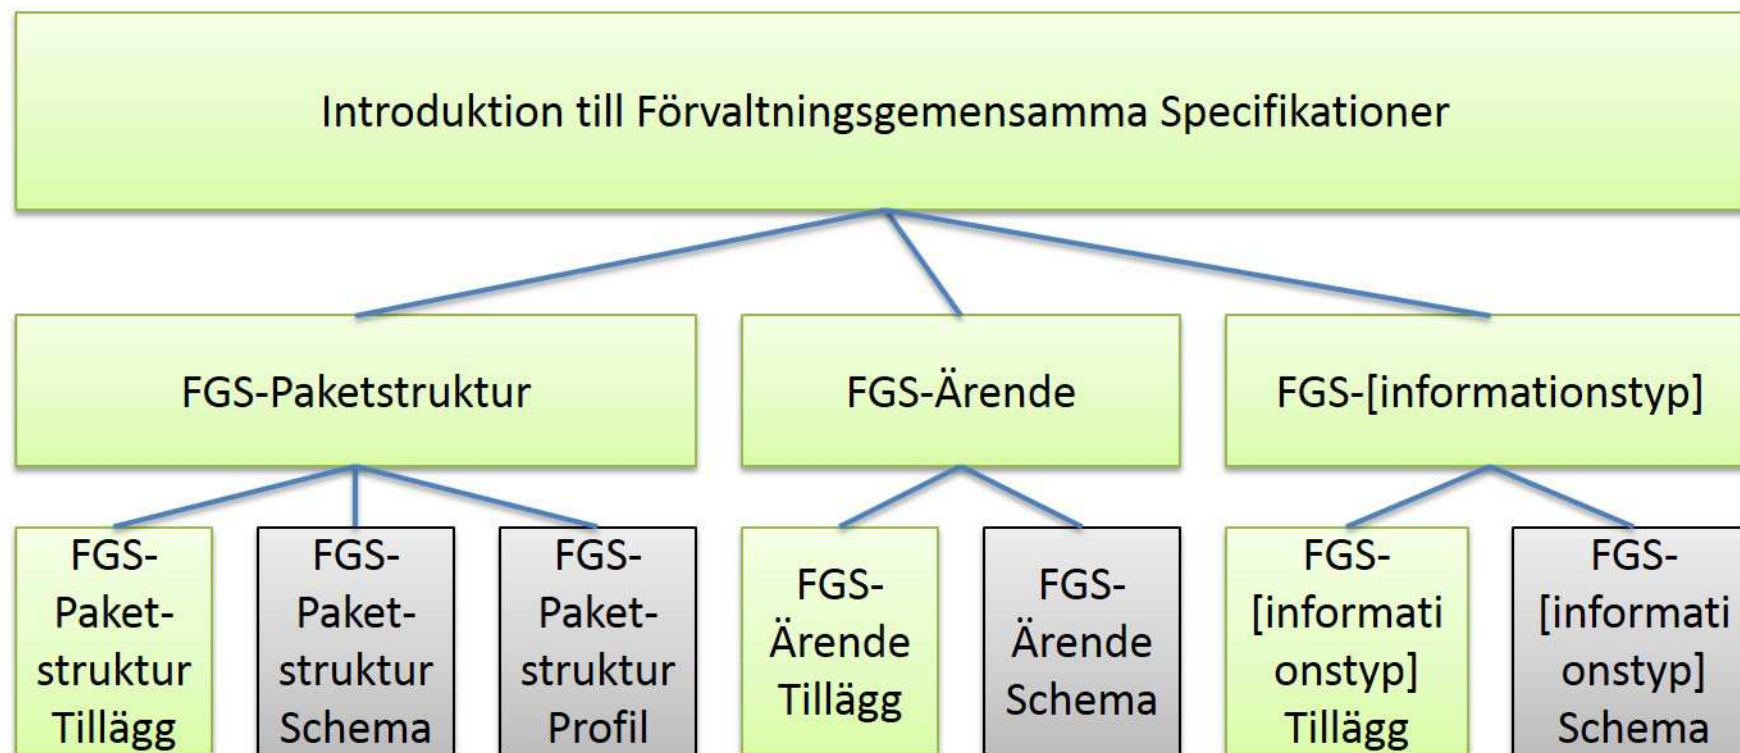 Introduktion till Förvaltningsgemensamma Specifikationer
FGS-Paketstruktur
FGS-Ärende
FGS-[informationstyp]
FGS-
Paket-
struktur
Tillägg
FGS-
Paket-
struktur
Schema
FGS-
Paket-
struktur
Profil
FGS-
Ärende
Tillägg
FGS-
Ärende
Schema
FGS-
[informati
onstyp]
Tillägg
FGS-
[informati
onstyp]
Schema